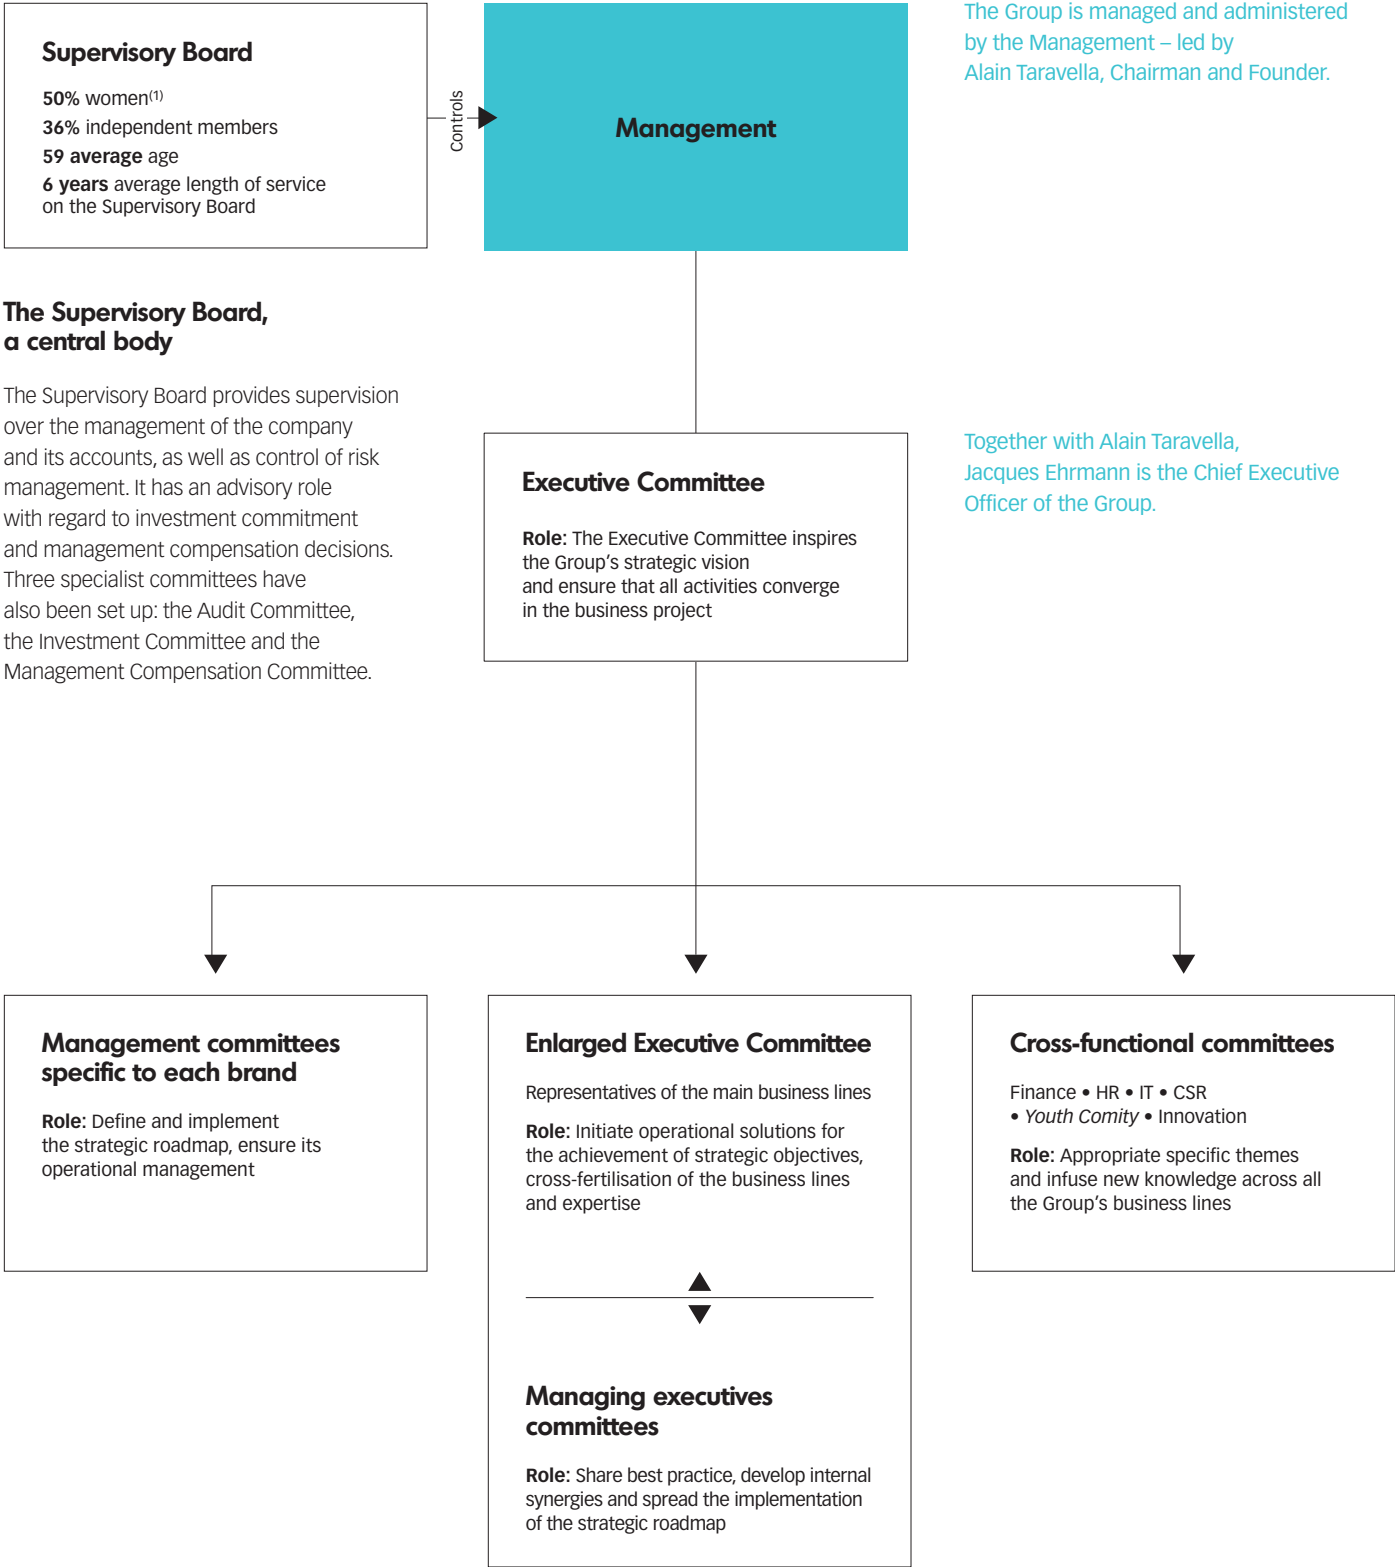 Supervisory Board
50% women(1)
36% independent members
59 average age
6 years average length of service
on the Supervisory Board
Controls
Management
The Group is managed and administered
by the Management – led by
Alain Taravella, Chairman and Founder.
The Supervisory Board,
a central body
The Supervisory Board provides supervision
over the management of the company
and its accounts, as well as control of risk
management. It has an advisory role
with regard to investment commitment
and management compensation decisions.
Three specialist committees have
also been set up: the Audit Committee,
the Investment Committee and the
Management Compensation Committee.
Executive Committee
Role: The Executive Committee inspires
the Group’s strategic vision
and ensure that all activities converge
in the business project
Together with Alain Taravella,
Jacques Ehrmann is the Chief Executive
Officer of the Group.
Management committees
specific to each brand
Role: Define and implement
the strategic roadmap, ensure its
operational management
Enlarged Executive Committee
Representatives of the main business lines
Role: Initiate operational solutions for
the achievement of strategic objectives,
cross-fertilisation of the business lines
and expertise
Managing executives
committees
Role: Share best practice, develop internal
synergies and spread the implementation
of the strategic roadmap
Cross-functional committees
Finance • HR • IT • CSR
• Youth Comity • Innovation
Role: Appropriate specific themes
and infuse new knowledge across all
the Group’s business lines